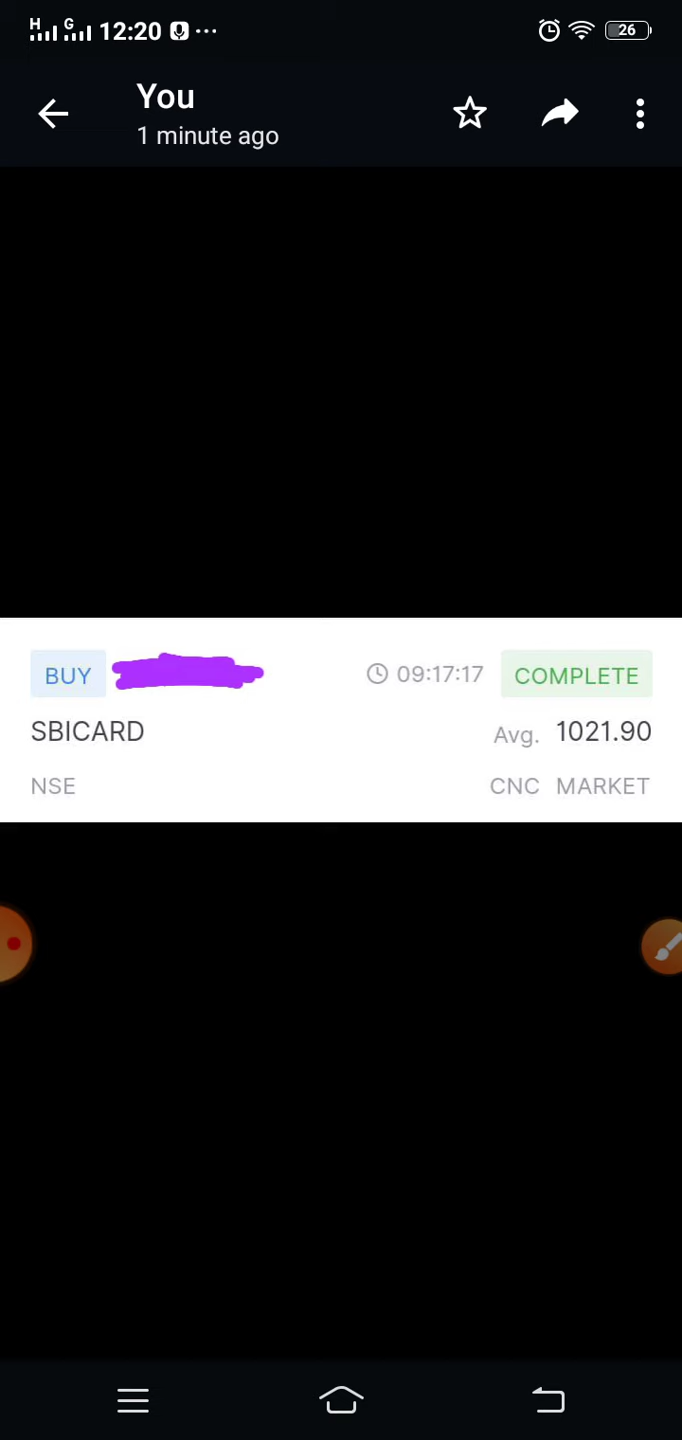 H G 12:20 ... 26
You
1 minute ago
BUY 09:17:17 COMPLETE
SBICARD Avg. 1021.90
NSE CNC MARKET